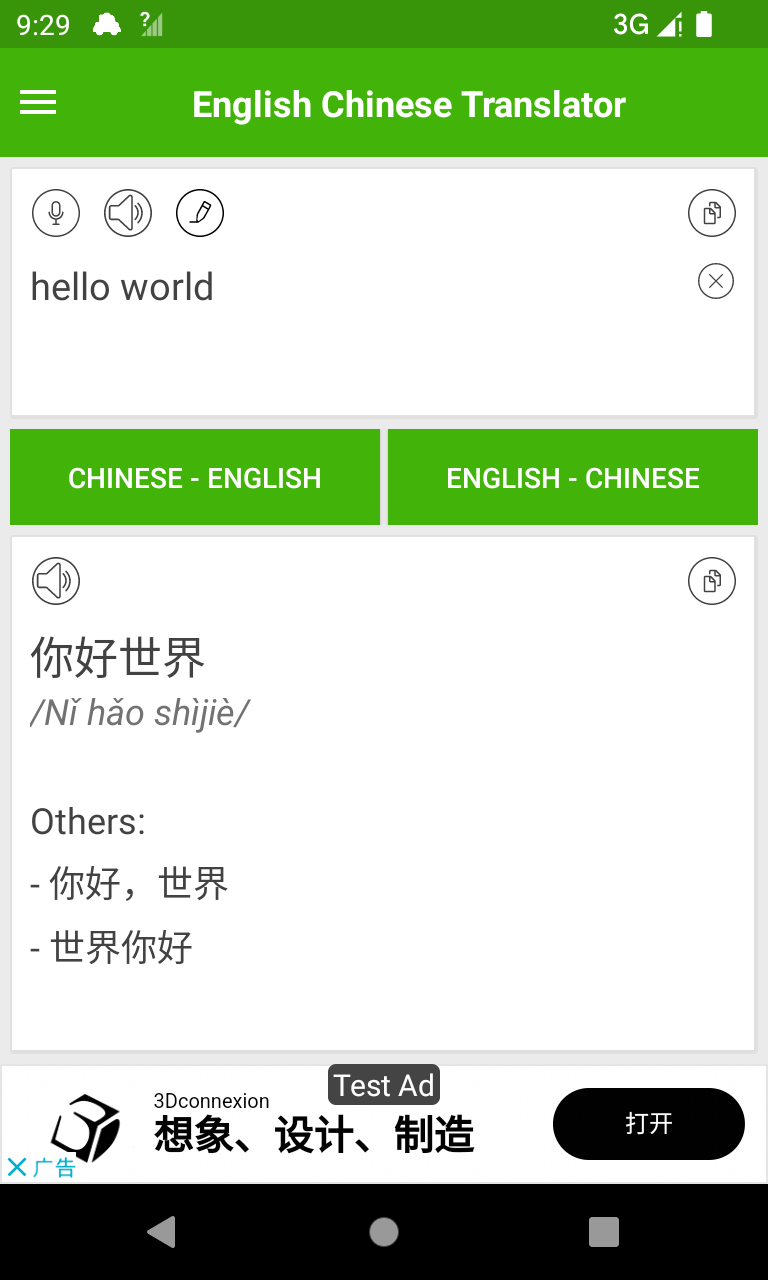 9:29
3G
English Chinese Translator
hello world
CHINESE - ENGLISH
ENGLISH - CHINESE
你好世界
/Nǐ hǎo shìjiè/
Others:
- 你好，世界
- 世界你好
Test Ad
3Dconnexion
想象、设计、制造
打开
广告